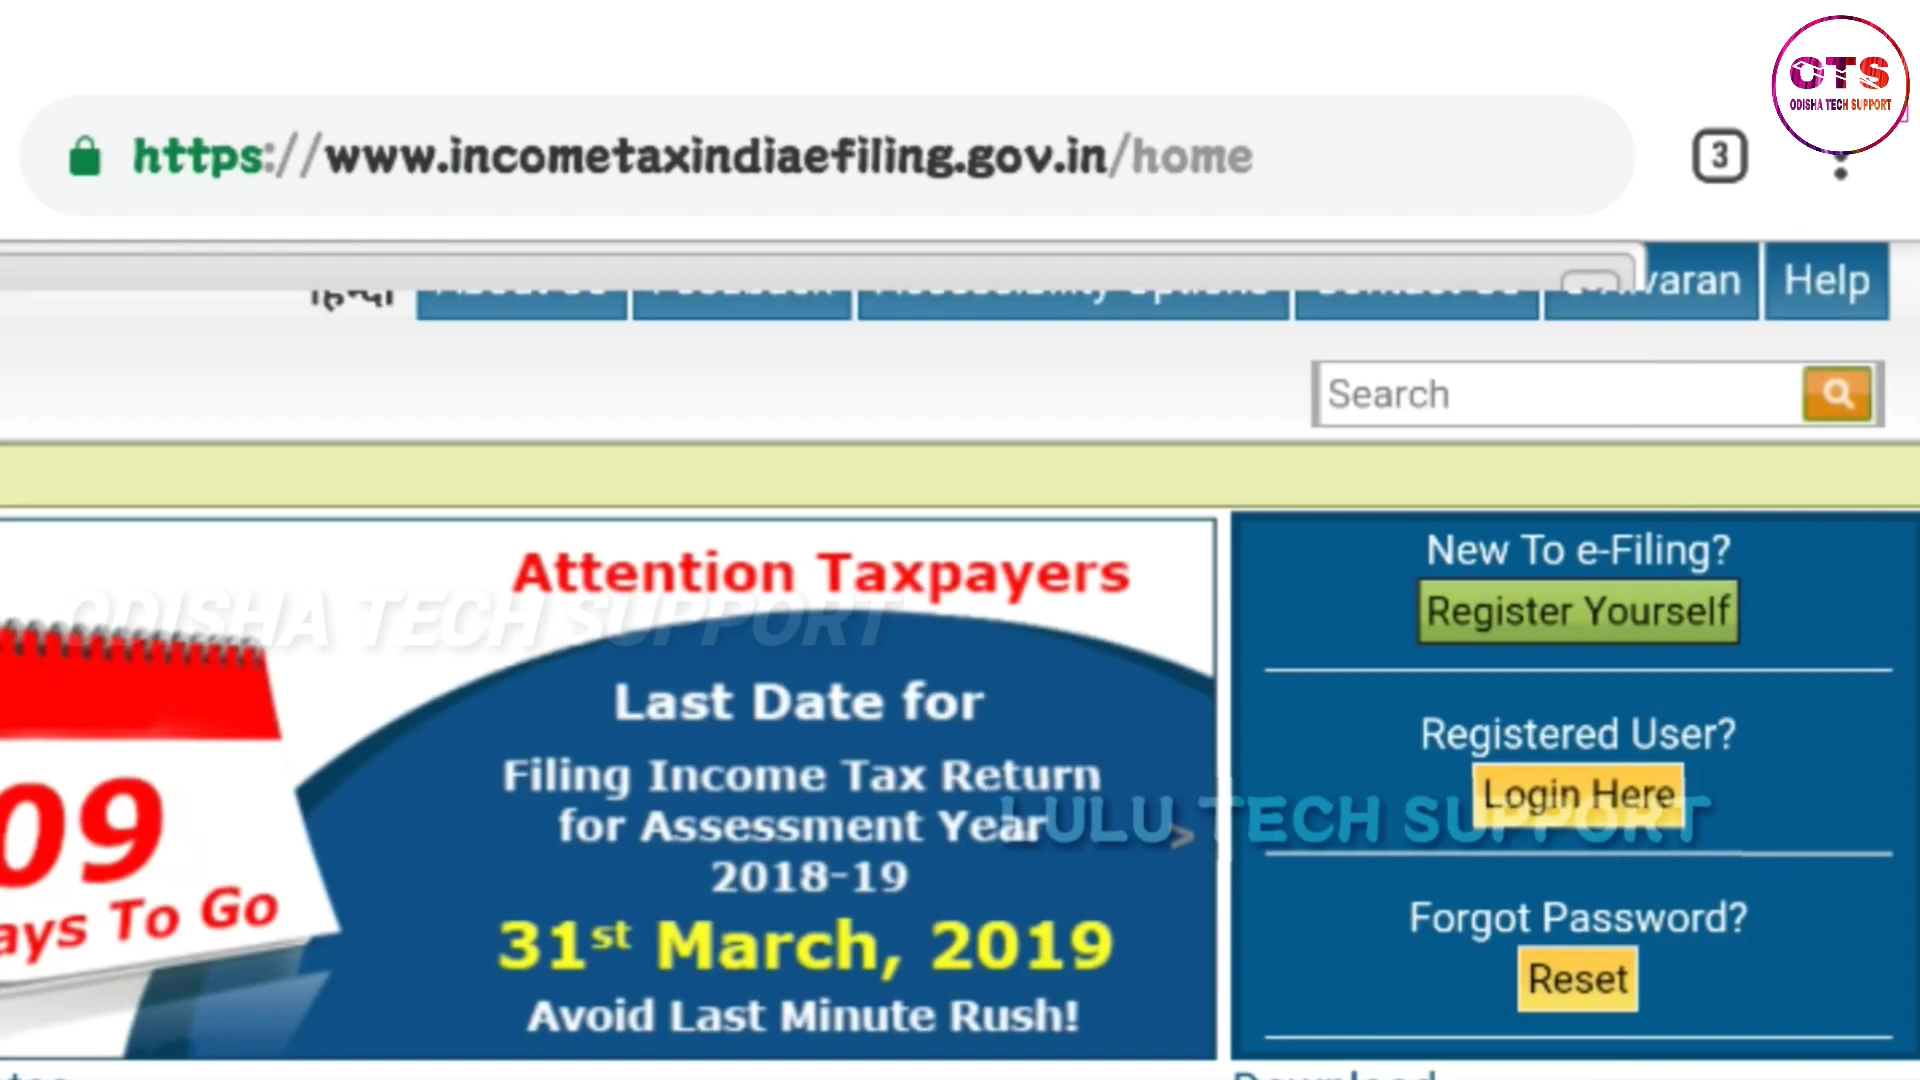 OTS
ODISHA TECH SUPPORT
https://www.incometaxindiaefiling.gov.in/home
3
Help
Search
New To e-Filing?
Register Yourself
Attention Taxpayers
ODISHA TECH SUPPORT
Last Date for
Filing Income Tax Return
for Assessment Year
2018-19
31st March, 2019
Avoid Last Minute Rush!
09
ays To Go
Registered User?
Login Here
LULU TECH SUPPORT
Forgot Password?
Reset